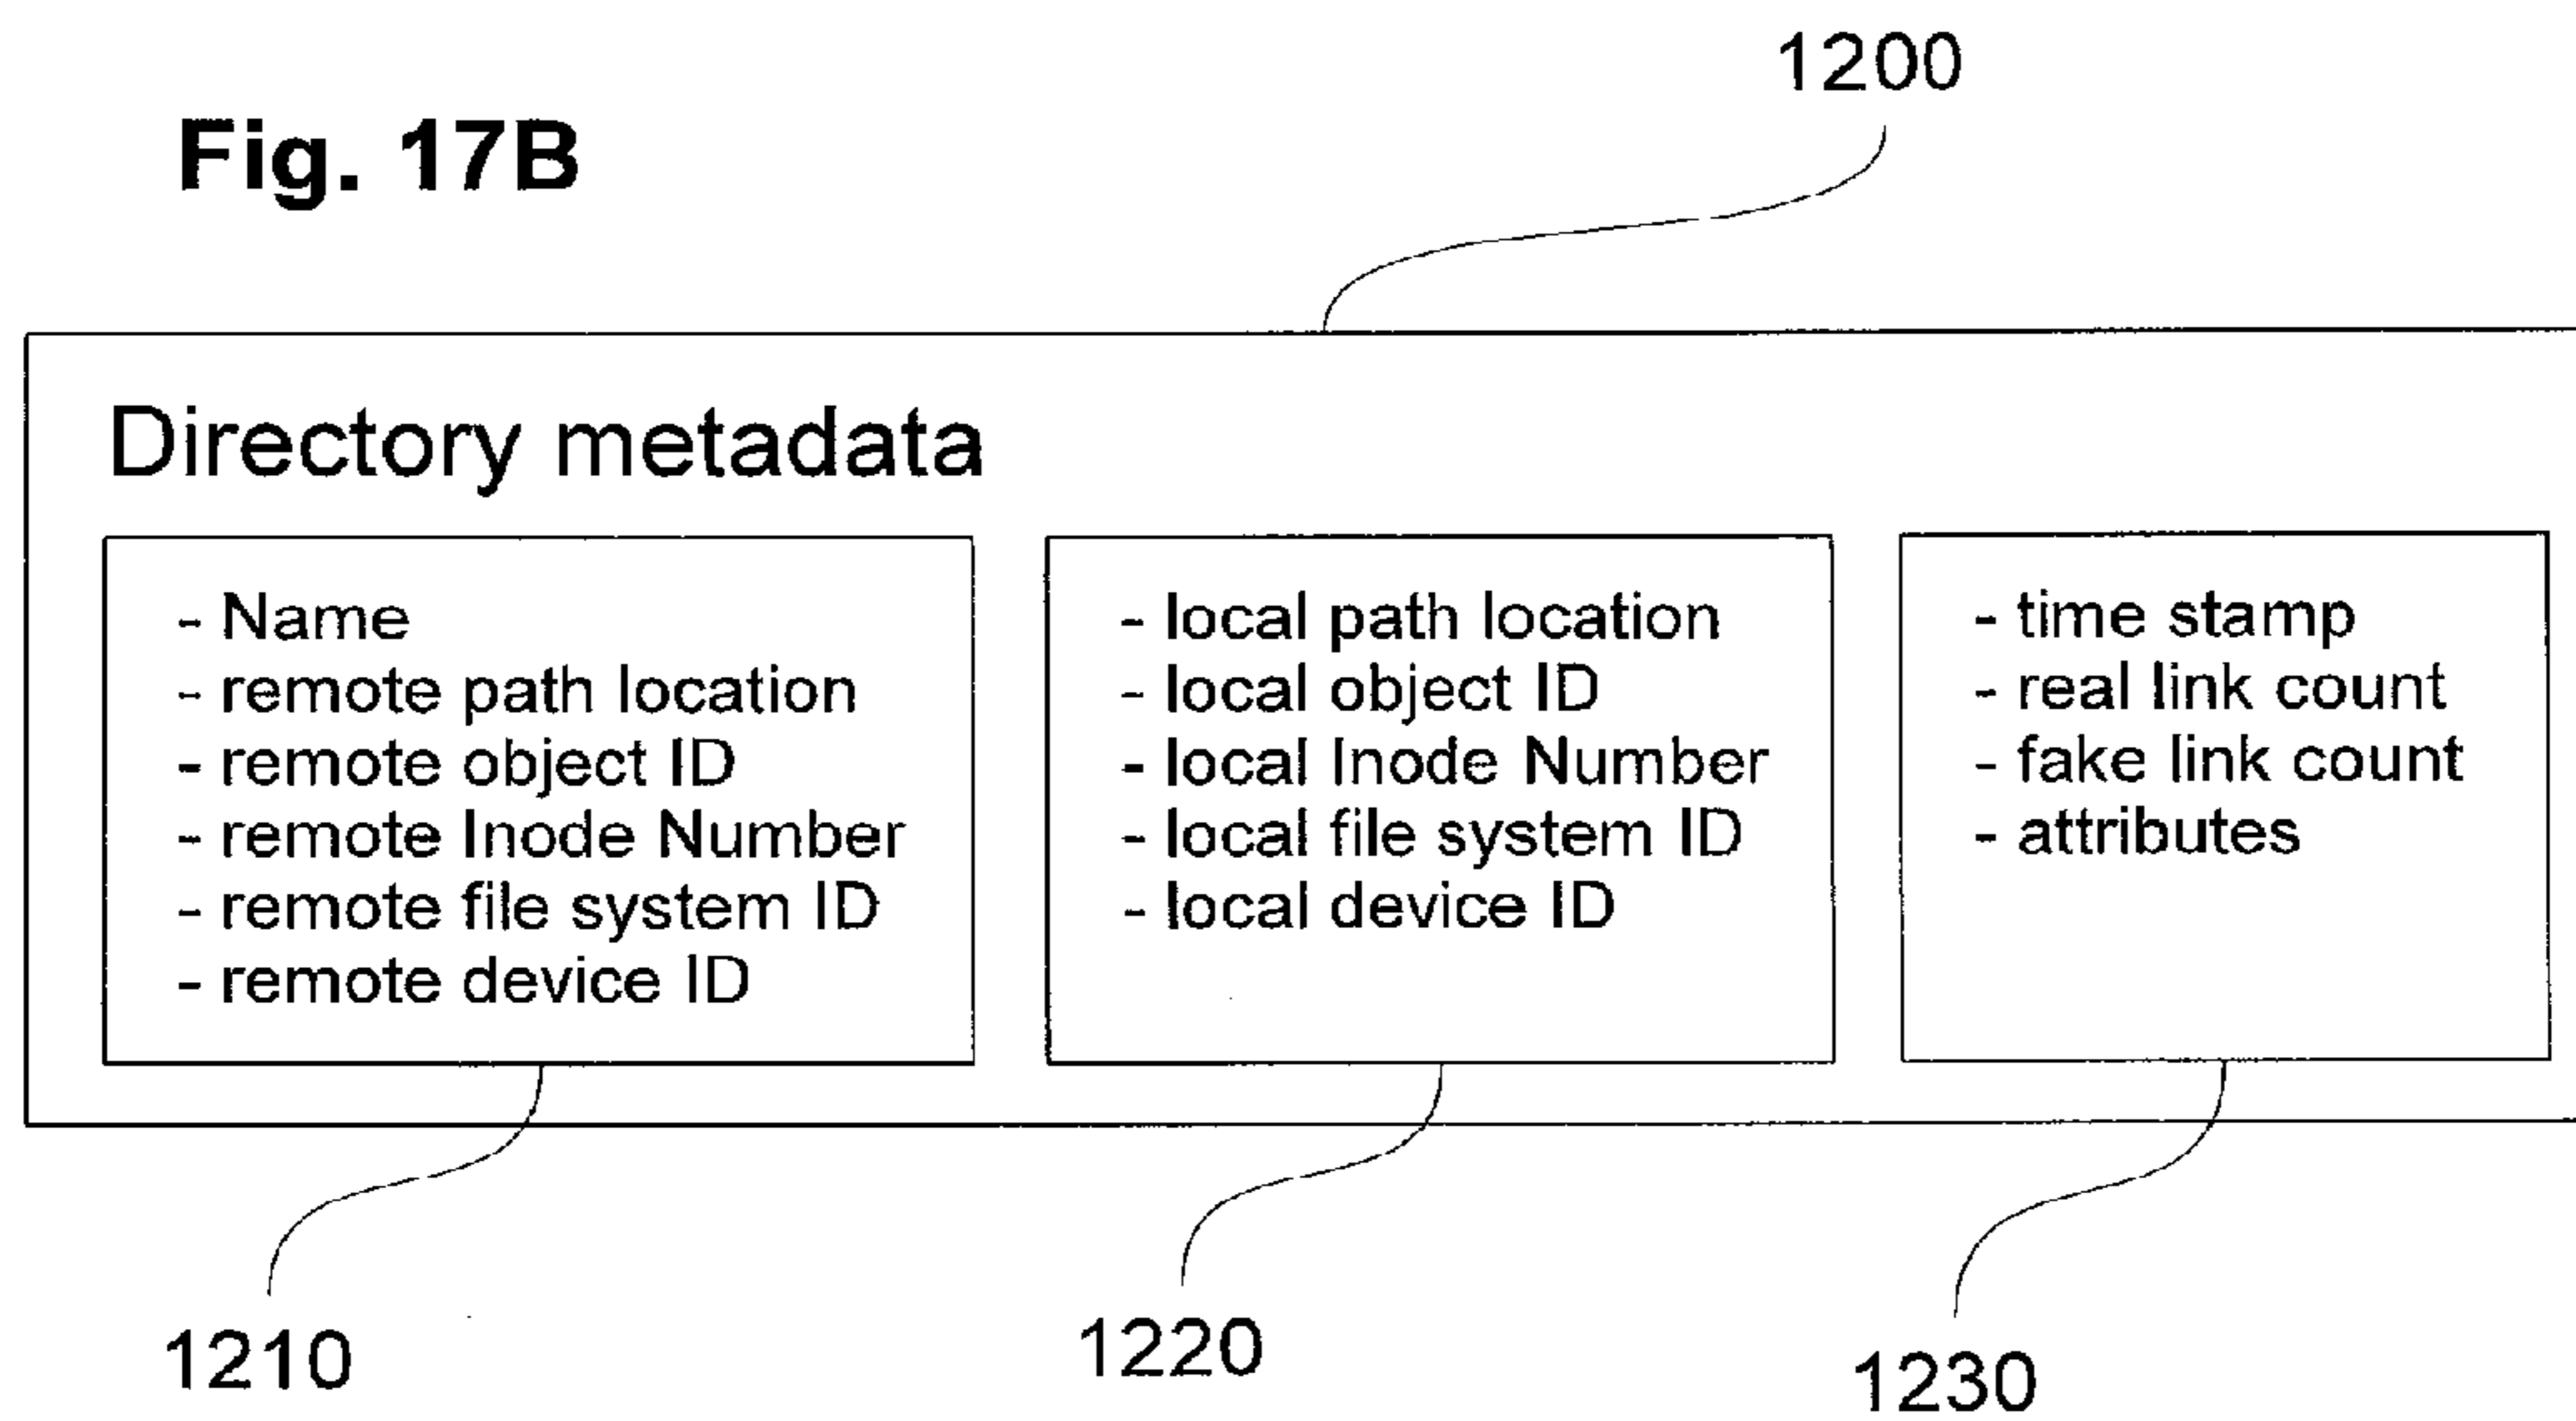 1200
Fig. 17B
Directory metadata
- Name
- remote path location
- remote object ID
- remote Inode Number
- remote file system ID
- remote device ID
- local path location
- local object ID
- local Inode Number
- local file system ID
- local device ID
- time stamp
- real link count
- fake link count
- attributes
1210
1220
1230